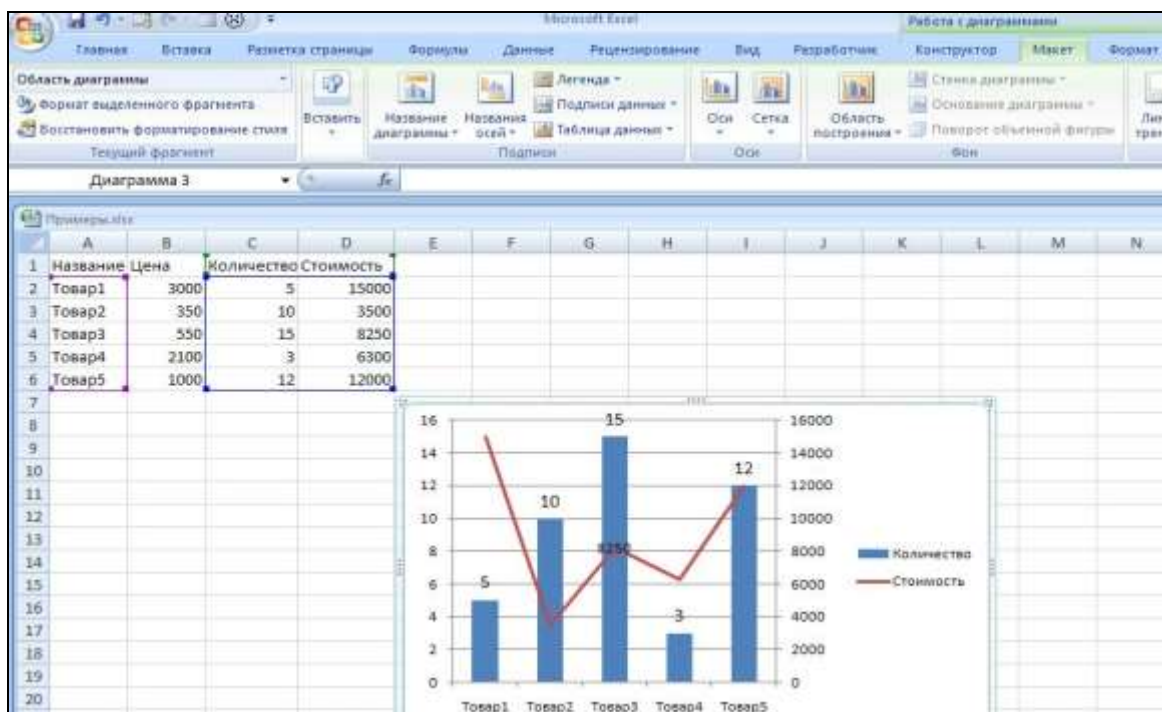 Microsoft Excel
Работа с диаграммами
Главная Вставка Разметка страницы Формулы Данные Рецензирование Вид Разработчик Конструктор Макет Формат
Область диаграммы
Формат выделенного фрагмента
Восстановить форматирование стиля
Текущий фрагмент
Вставить
Название диаграммы
Названия осей
Легенда
Подписи данных
Таблица данных
Подписи
Оси Сетка
Оси
Область построения
Стенка диаграммы
Основание диаграммы
Поворот объемной фигуры
Фон
Диаграмма 3
fx
Примеры.xlsx
A B C D E F G H I J K L M N
1 Название Цена Количество Стоимость
2 Товар1 3000 5 15000
3 Товар2 350 10 3500
4 Товар3 550 15 8250
5 Товар4 2100 3 6300
6 Товар5 1000 12 12000
7
8
9
10
11
12
13
14
15
16
17
18
19
20
16 15 16000
14 14000
12 12 12000
10 10 10000
8 8250 8000
6 5 6000
4 3 4000
2 2000
0 0
Количество
Стоимость
Товар1 Товар2 Товар3 Товар4 Товар5